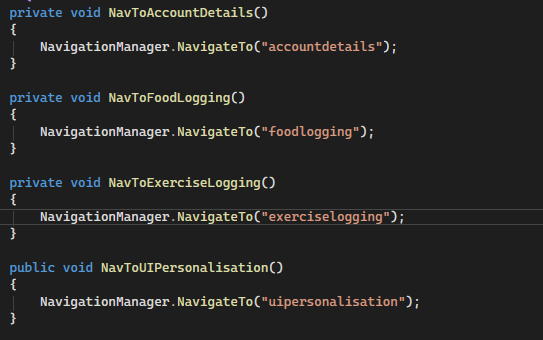 private void NavToAccountDetails()
{
    NavigationManager.NavigateTo("accountdetails");
}
private void NavToFoodLogging()
{
    NavigationManager.NavigateTo("foodlogging");
}
private void NavToExerciseLogging()
{
    NavigationManager.NavigateTo("exerciselogging");
}
public void NavToUIPersonalisation()
{
    NavigationManager.NavigateTo("uipersonalisation");
}